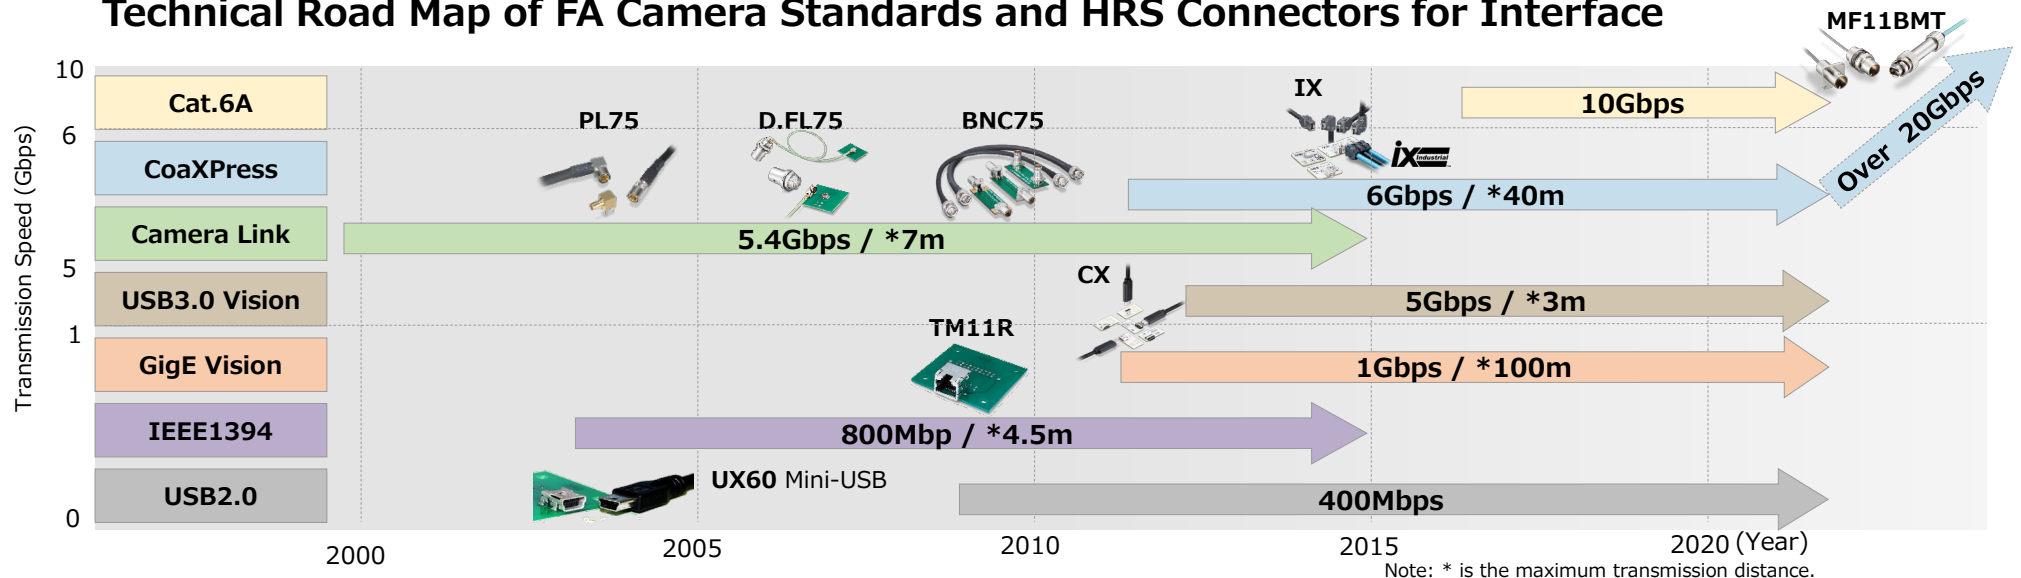 Technical Road Map of FA Camera Standards and HRS Connectors for Interface
MF11BMT
Transmission Speed (Gbps)
10
6
5
1
0
Cat.6A
CoaXPress
Camera Link
USB3.0 Vision
GigE Vision
IEEE1394
USB2.0
PL75
D.FL75
BNC75
IX
iX Industrial
10Gbps
Over 20Gbps
6Gbps / *40m
5.4Gbps / *7m
CX
5Gbps / *3m
TM11R
1Gbps / *100m
800Mbp / *4.5m
UX60 Mini-USB
400Mbps
2000
2005
2010
2015
2020 (Year)
Note: * is the maximum transmission distance.